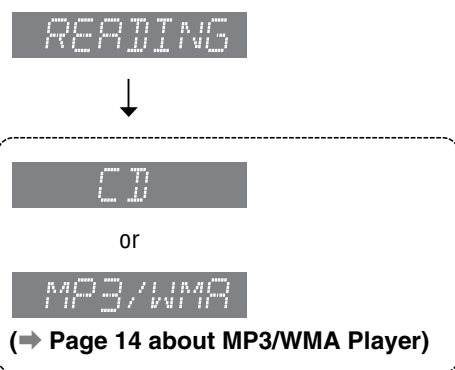 READING
CD
or
MP3/WMA
(➡ Page 14 about MP3/WMA Player)